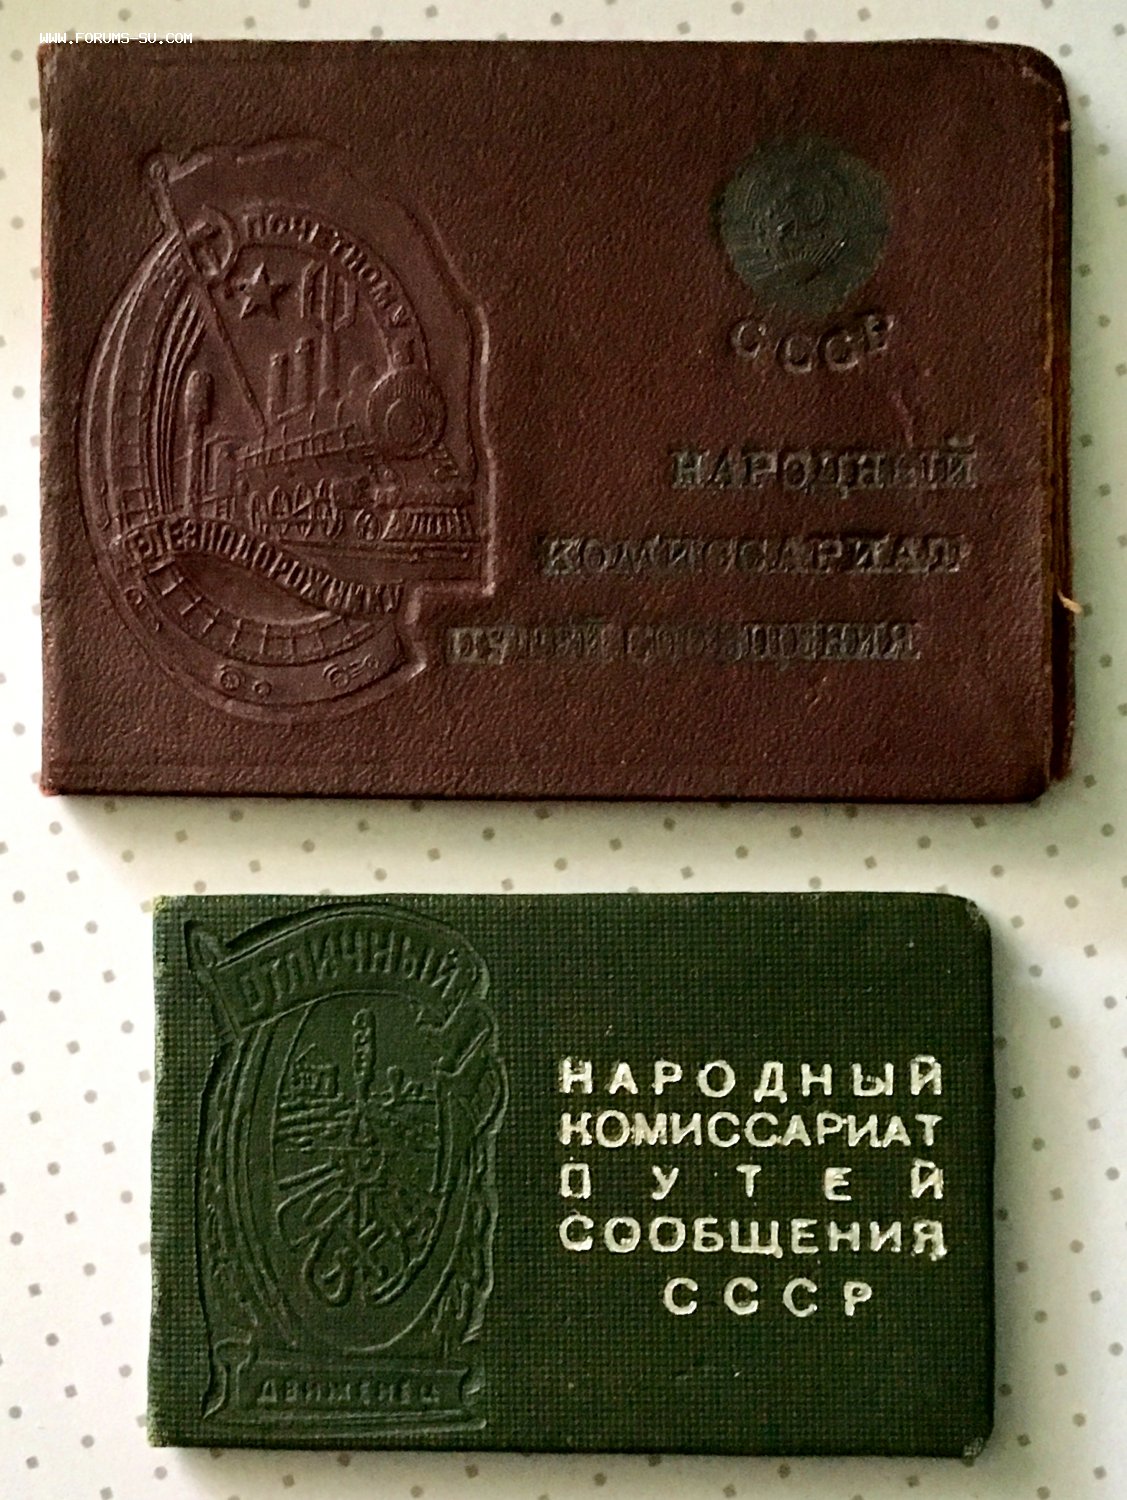 WWW.FORUMS-SU.COM
ПОЧЕТНОМУ
ЖЕЛЕЗНОДОРОЖНИКУ
СССР
НАРОДНЫЙ
КОМИССАРИАТ
ПУТЕЙ СООБЩЕНИЯ
ОТЛИЧНЫЙ
ДВИЖЕНЕЦ
НАРОДНЫЙ
КОМИССАРИАТ
ПУТЕЙ
СООБЩЕНИЯ
СССР